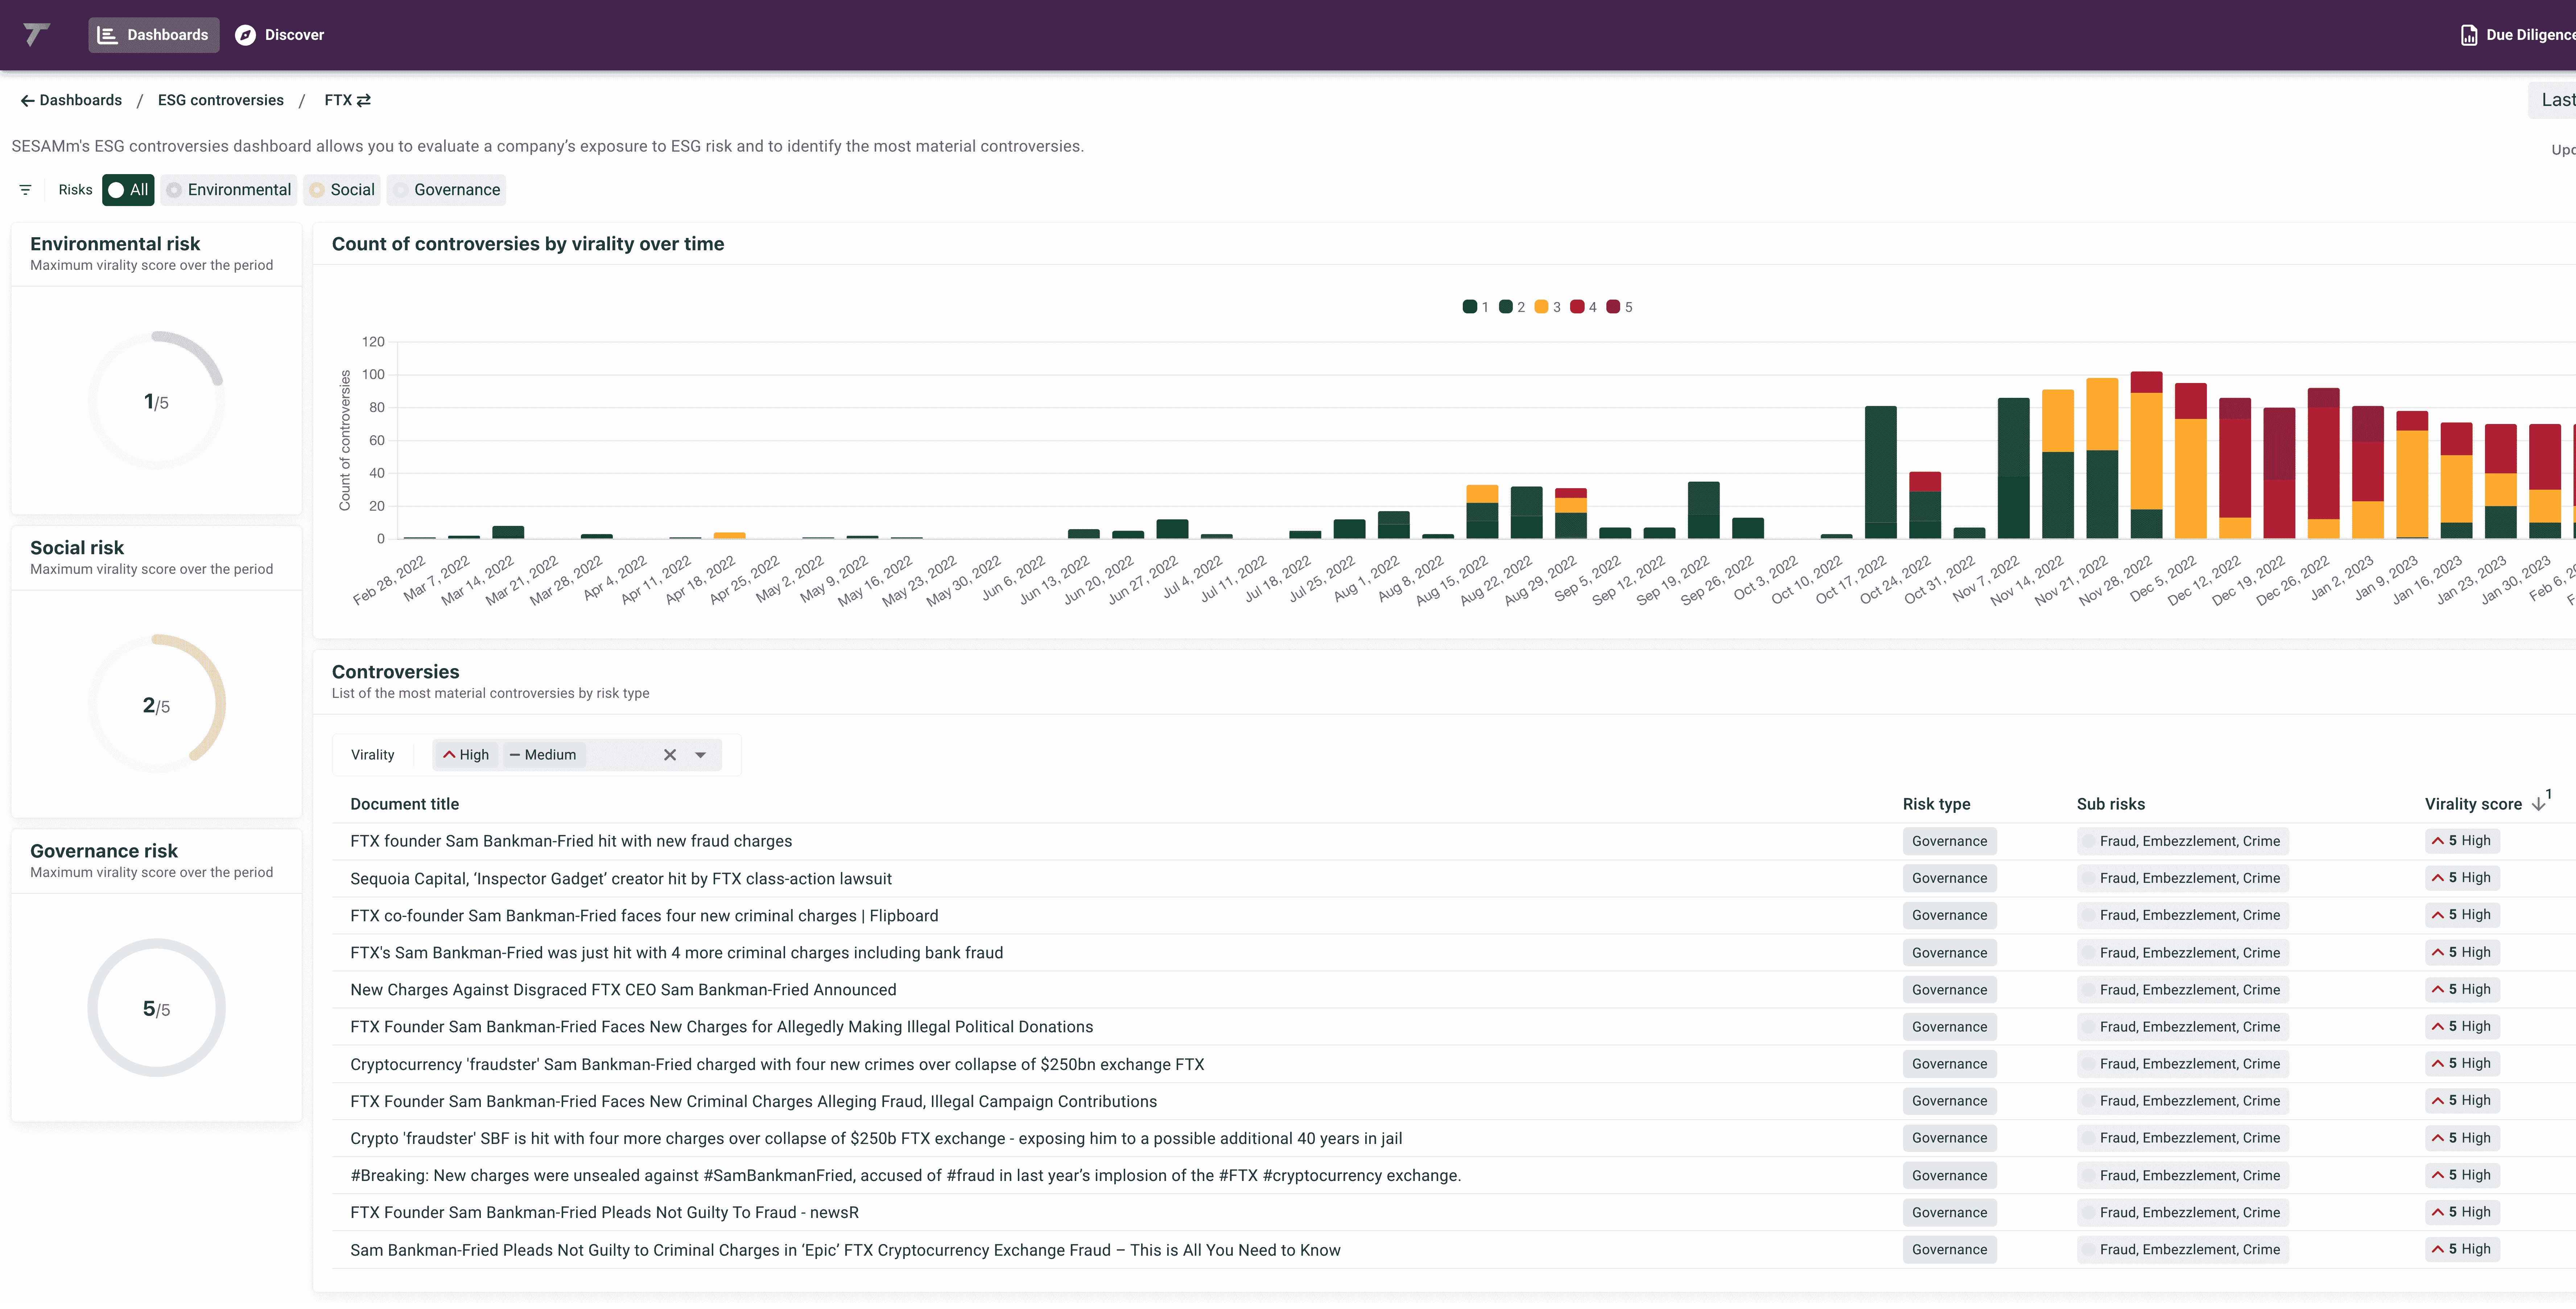 Dashboards
Discover
Due Diligence
Dashboards / ESG controversies / FTX
Last
SESAMm's ESG controversies dashboard allows you to evaluate a company’s exposure to ESG risk and to identify the most material controversies.
Risks All Environmental Social Governance
Environmental risk
Maximum virality score over the period
1/5
Social risk
Maximum virality score over the period
2/5
Governance risk
Maximum virality score over the period
5/5
Count of controversies by virality over time
1 2 3 4 5
Count of controversies
120
100
80
60
40
20
0
Feb 28, 2022
Mar 7, 2022
Mar 14, 2022
Mar 21, 2022
Mar 28, 2022
Apr 4, 2022
Apr 11, 2022
Apr 18, 2022
Apr 25, 2022
May 2, 2022
May 9, 2022
May 16, 2022
May 23, 2022
May 30, 2022
Jun 6, 2022
Jun 13, 2022
Jun 20, 2022
Jun 27, 2022
Jul 4, 2022
Jul 11, 2022
Jul 18, 2022
Jul 25, 2022
Aug 1, 2022
Aug 8, 2022
Aug 15, 2022
Aug 22, 2022
Aug 29, 2022
Sep 5, 2022
Sep 12, 2022
Sep 19, 2022
Sep 26, 2022
Oct 3, 2022
Oct 10, 2022
Oct 17, 2022
Oct 24, 2022
Oct 31, 2022
Nov 7, 2022
Nov 14, 2022
Nov 21, 2022
Nov 28, 2022
Dec 5, 2022
Dec 12, 2022
Dec 19, 2022
Dec 26, 2022
Jan 2, 2023
Jan 9, 2023
Jan 16, 2023
Jan 23, 2023
Jan 30, 2023
Feb 6,
Controversies
List of the most material controversies by risk type
Virality High Medium
Document title Risk type Sub risks Virality score 1
FTX founder Sam Bankman-Fried hit with new fraud charges Governance Fraud, Embezzlement, Crime 5 High
Sequoia Capital, ‘Inspector Gadget’ creator hit by FTX class-action lawsuit Governance Fraud, Embezzlement, Crime 5 High
FTX co-founder Sam Bankman-Fried faces four new criminal charges | Flipboard Governance Fraud, Embezzlement, Crime 5 High
FTX's Sam Bankman-Fried was just hit with 4 more criminal charges including bank fraud Governance Fraud, Embezzlement, Crime 5 High
New Charges Against Disgraced FTX CEO Sam Bankman-Fried Announced Governance Fraud, Embezzlement, Crime 5 High
FTX Founder Sam Bankman-Fried Faces New Charges for Allegedly Making Illegal Political Donations Governance Fraud, Embezzlement, Crime 5 High
Cryptocurrency 'fraudster' Sam Bankman-Fried charged with four new crimes over collapse of $250bn exchange FTX Governance Fraud, Embezzlement, Crime 5 High
FTX Founder Sam Bankman-Fried Faces New Criminal Charges Alleging Fraud, Illegal Campaign Contributions Governance Fraud, Embezzlement, Crime 5 High
Crypto 'fraudster' SBF is hit with four more charges over collapse of $250b FTX exchange - exposing him to a possible additional 40 years in jail Governance Fraud, Embezzlement, Crime 5 High
#Breaking: New charges were unsealed against #SamBankmanFried, accused of #fraud in last year’s implosion of the #FTX #cryptocurrency exchange. Governance Fraud, Embezzlement, Crime 5 High
FTX Founder Sam Bankman-Fried Pleads Not Guilty To Fraud - newsR Governance Fraud, Embezzlement, Crime 5 High
Sam Bankman-Fried Pleads Not Guilty to Criminal Charges in ‘Epic’ FTX Cryptocurrency Exchange Fraud – This is All You Need to Know Governance Fraud, Embezzlement, Crime 5 High